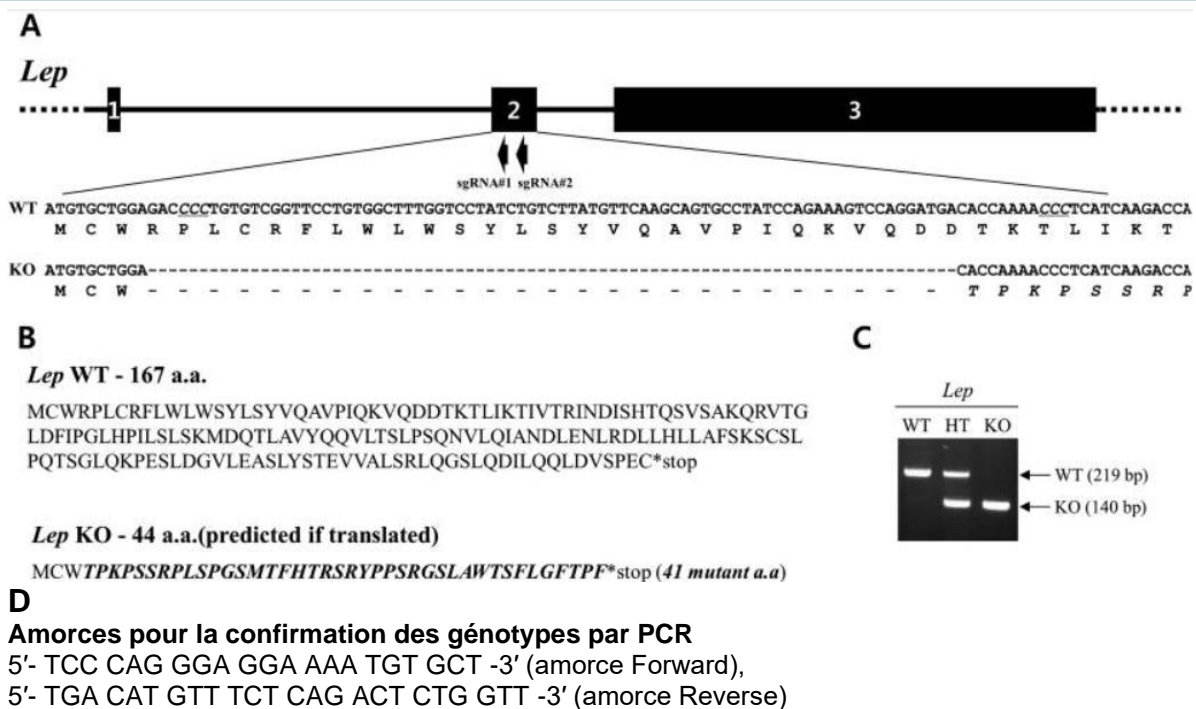 A
Lep
1 2 3
sgRNA#1 sgRNA#2
WT ATGTGCTGGAGACCCCTGTGTCGGTTCCTGTGGCTTTGGTCCTATCTGTCTTATGTTCAAGCAGTGCCTATCCAGAAAGTCCAGGATGACACCAAAACCCTCATCAAGACCA
M C W R P L C R F L W L W S Y L S Y V Q A V P I Q K V Q D D T K T L I K T
KO ATGTGCTGGA--------------------------------------------------------------------------------CACCAAAACCCTCATCAAGACCA
M C W - - - - - - - - - - - - - - - - - - - - - - - - - - T P K P S S R P
B
Lep WT - 167 a.a.
MCWRPLCRFLWLWSYLSYVQAVPIQKVQDDTKTLIKTIVTRINDISHTQSVSAKQRVTG
LDFIPGLHPILSLSKMDQTLAVYQQVLTSLPSQNVLQIANDLENLRDLLHLLAFSKSCSL
PQTSGLQKPESLDGVLEASLYSTEVVALSRLQGSLQDILQQLDVSPEC*stop
Lep KO - 44 a.a.(predicted if translated)
MCWTPKPSSRPLSPGSMTFHTRSRYPPSRGSLAWTSFLGFTPF*stop (41 mutant a.a)
C
Lep
WT HT KO
WT (219 bp)
KO (140 bp)
D
Amorces pour la confirmation des génotypes par PCR
5′- TCC CAG GGA GGA AAA TGT GCT -3′ (amorce Forward),
5′- TGA CAT GTT TCT CAG ACT CTG GTT -3′ (amorce Reverse)